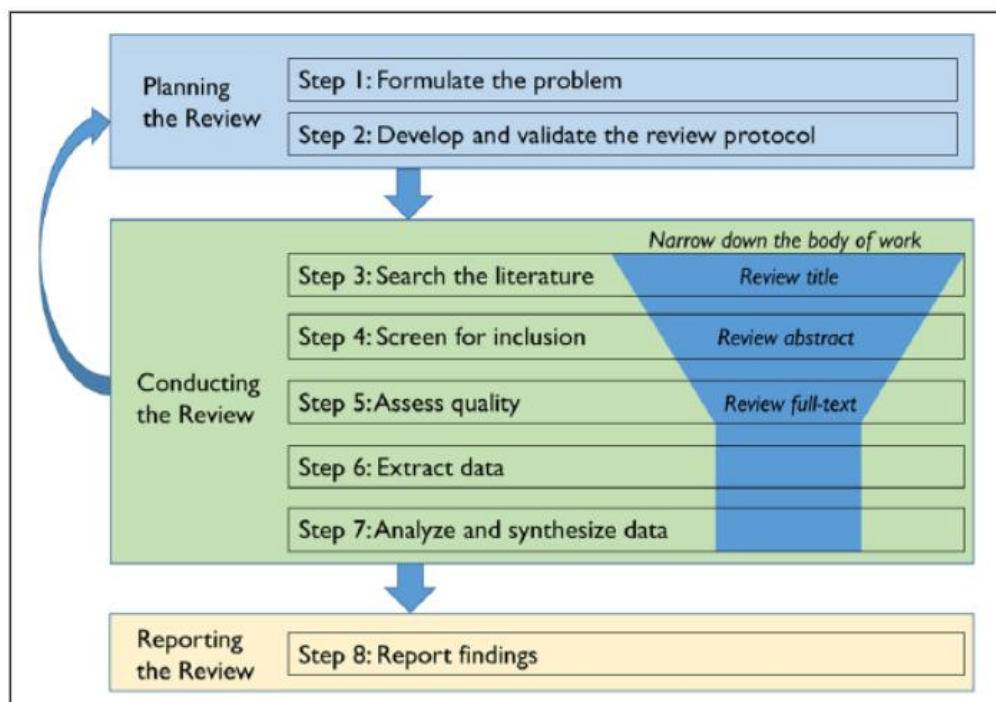 Planning
the Review
Step 1: Formulate the problem
Step 2: Develop and validate the review protocol
Narrow down the body of work
Conducting
the Review
Step 3: Search the literature
Review title
Step 4: Screen for inclusion
Review abstract
Step 5: Assess quality
Review full-text
Step 6: Extract data
Step 7: Analyze and synthesize data
Reporting
the Review
Step 8: Report findings